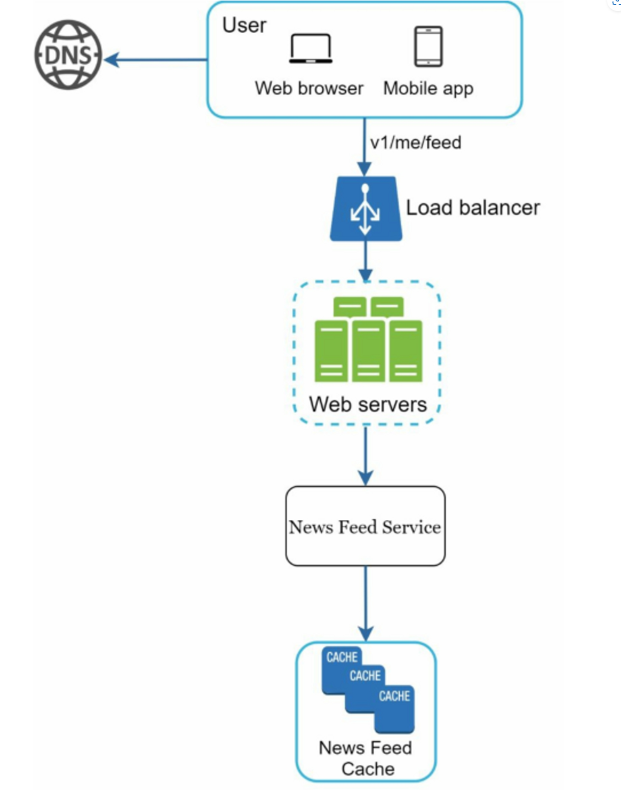 User
DNS
Web browser
Mobile app
v1/me/feed
Load balancer
Web servers
News Feed Service
CACHE
CACHE
CACHE
News Feed
Cache